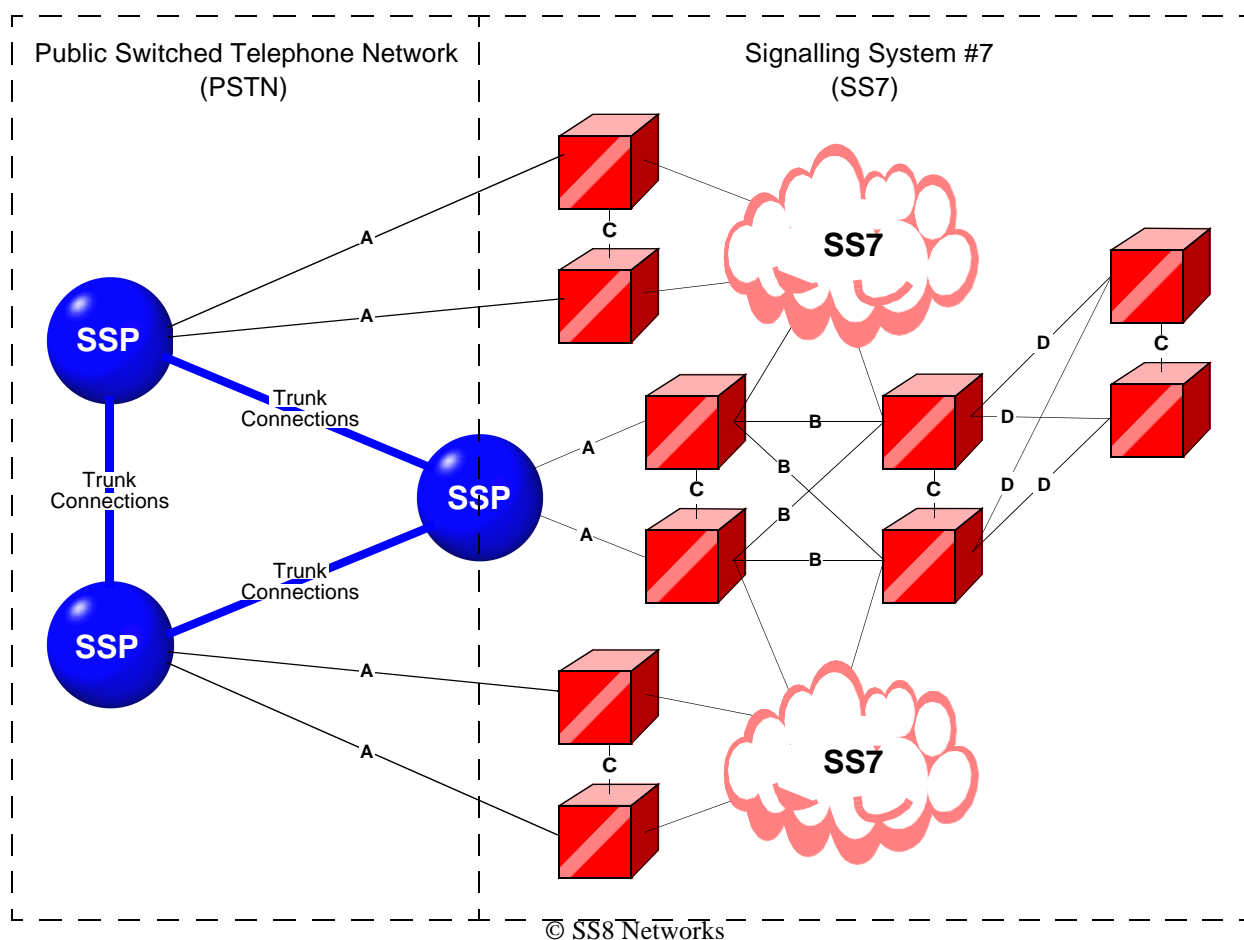 Public Switched Telephone Network
(PSTN)
Signalling System #7
(SS7)
A
C
SS7
A
SSP
C
D
Trunk
Connections
B
D
A
B
SSP
Trunk
Connections
C
C
D
D
B
A
B
Trunk
Connections
SSP
A
A
C
SS7
© SS8 Networks